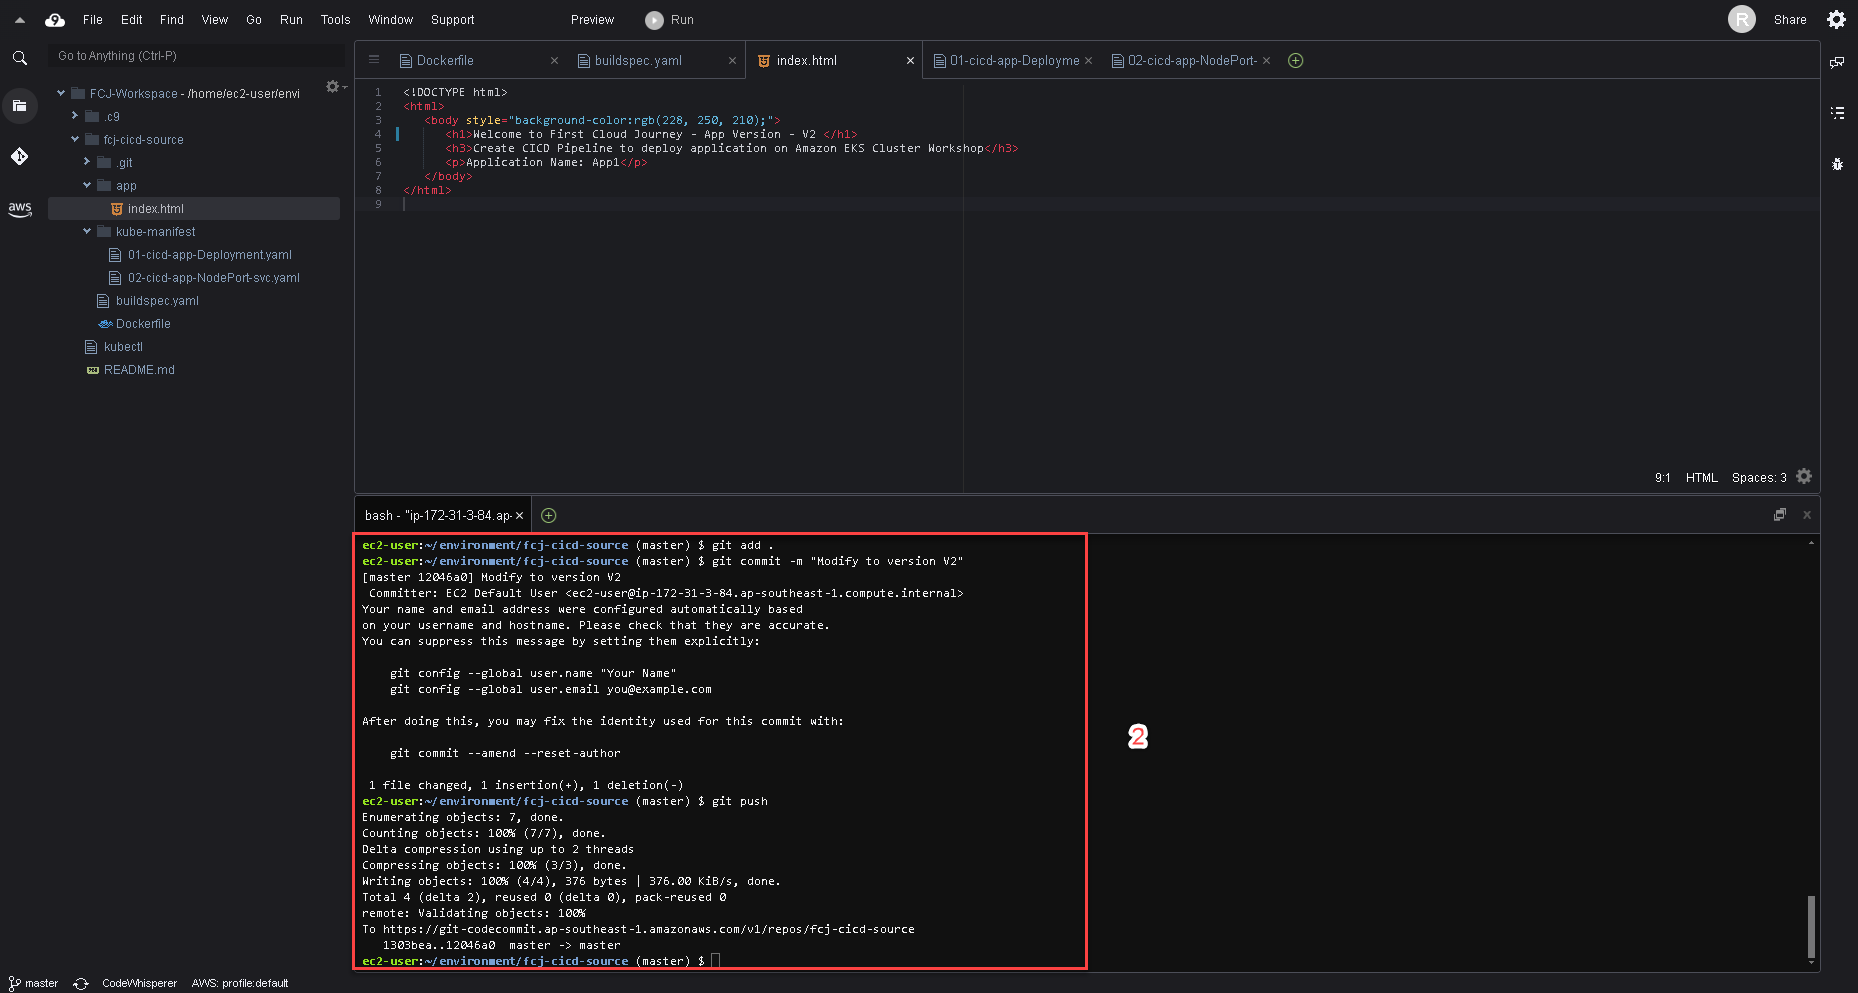 File Edit Find View Go Run Tools Window Support Preview Run R Share
Go to Anything (Ctrl-P)
FCJ-Workspace - /home/ec2-user/envi
.c9
fcj-cicd-source
.git
app
index.html
kube-manifest
01-cicd-app-Deployment.yaml
02-cicd-app-NodePort-svc.yaml
buildspec.yaml
Dockerfile
kubectl
README.md
aws
Dockerfile buildspec.yaml index.html 01-cicd-app-Deployme 02-cicd-app-NodePort-
1 <!DOCTYPE html>
2 <html>
3 <body style="background-color:rgb(228, 250, 210);">
4 <h1>Welcome to First Cloud Journey - App Version - V2 </h1>
5 <h3>Create CICD Pipeline to deploy application on Amazon EKS Cluster Workshop</h3>
6 <p>Application Name: App1</p>
7 </body>
8 </html>
9
9:1 HTML Spaces: 3
bash - "ip-172-31-3-84.ap-
ec2-user:~/environment/fcj-cicd-source (master) $ git add .
ec2-user:~/environment/fcj-cicd-source (master) $ git commit -m "Modify to version V2"
[master 12046a0] Modify to version V2
Committer: EC2 Default User <ec2-user@ip-172-31-3-84.ap-southeast-1.compute.internal>
Your name and email address were configured automatically based
on your username and hostname. Please check that they are accurate.
You can suppress this message by setting them explicitly:
git config --global user.name "Your Name"
git config --global user.email you@example.com
After doing this, you may fix the identity used for this commit with:
git commit --amend --reset-author
1 file changed, 1 insertion(+), 1 deletion(-)
ec2-user:~/environment/fcj-cicd-source (master) $ git push
Enumerating objects: 7, done.
Counting objects: 100% (7/7), done.
Delta compression using up to 2 threads
Compressing objects: 100% (3/3), done.
Writing objects: 100% (4/4), 376 bytes | 376.00 KiB/s, done.
Total 4 (delta 2), reused 0 (delta 0), pack-reused 0
remote: Validating objects: 100%
To https://git-codecommit.ap-southeast-1.amazonaws.com/v1/repos/fcj-cicd-source
1303bea..12046a0 master -> master
ec2-user:~/environment/fcj-cicd-source (master) $
2
master CodeWhisperer AWS: profile:default